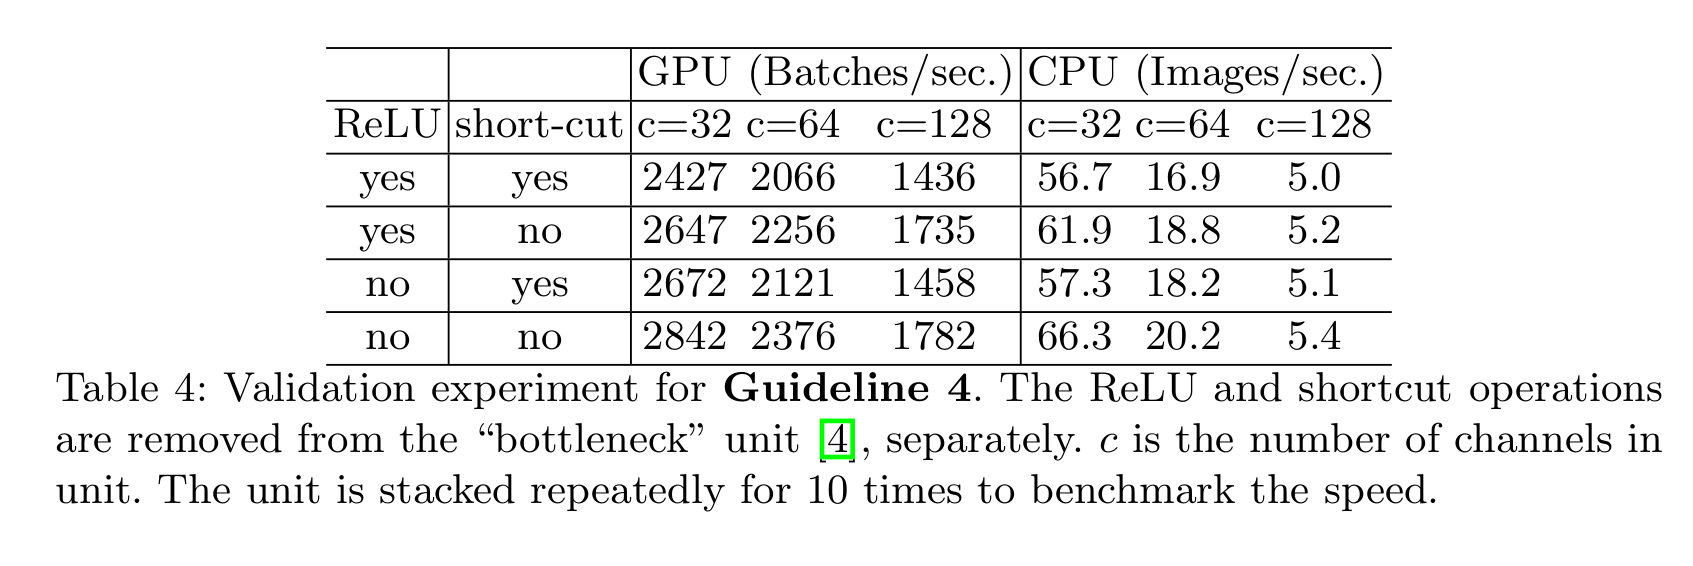 GPU (Batches/sec.) CPU (Images/sec.)
ReLU short-cut c=32 c=64 c=128 c=32 c=64 c=128
yes yes 2427 2066 1436 56.7 16.9 5.0
yes no 2647 2256 1735 61.9 18.8 5.2
no yes 2672 2121 1458 57.3 18.2 5.1
no no 2842 2376 1782 66.3 20.2 5.4
Table 4: Validation experiment for Guideline 4. The ReLU and shortcut operations
are removed from the “bottleneck” unit [4], separately. c is the number of channels in
unit. The unit is stacked repeatedly for 10 times to benchmark the speed.